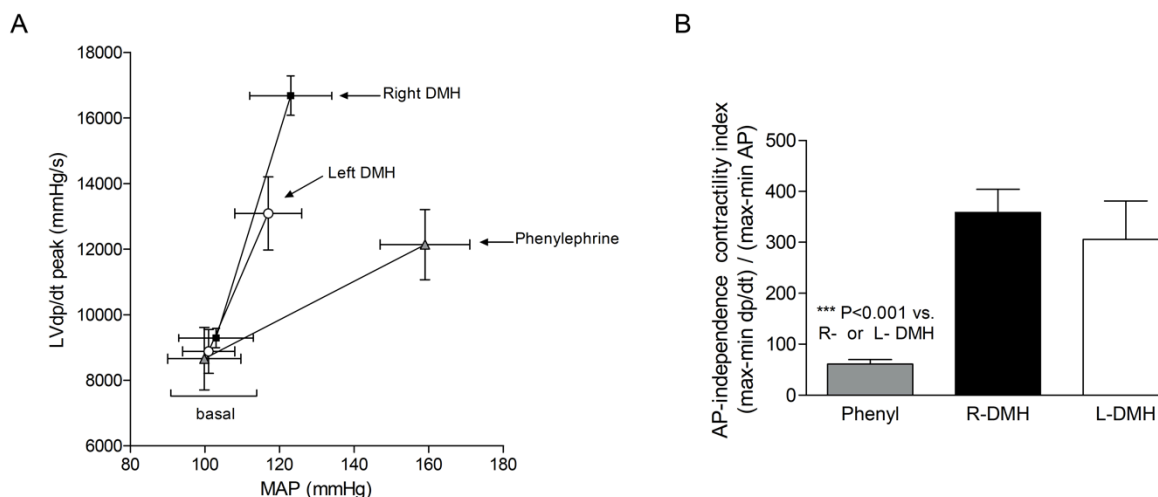 A
LVdp/dt peak (mmHg/s)
18000
16000
14000
12000
10000
8000
6000
Right DMH
Left DMH
Phenylephrine
basal
80
100
120
140
160
180
MAP (mmHg)
B
AP-independence contractility index
(max-min dp/dt) / (max-min AP)
500
400
300
200
100
0
*** P<0.001 vs.
R- or L- DMH
Phenyl
R-DMH
L-DMH